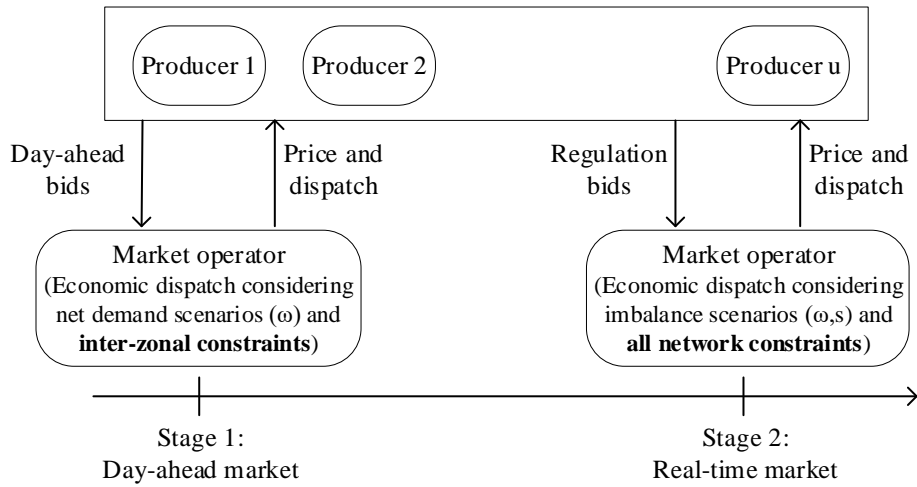 Producer 1
Producer 2
Producer u
Day-ahead
bids
Price and
dispatch
Regulation
bids
Price and
dispatch
Market operator
(Economic dispatch considering
net demand scenarios (ω) and
inter-zonal constraints)
Market operator
(Economic dispatch considering
imbalance scenarios (ω,s) and
all network constraints)
Stage 1:
Day-ahead market
Stage 2:
Real-time market